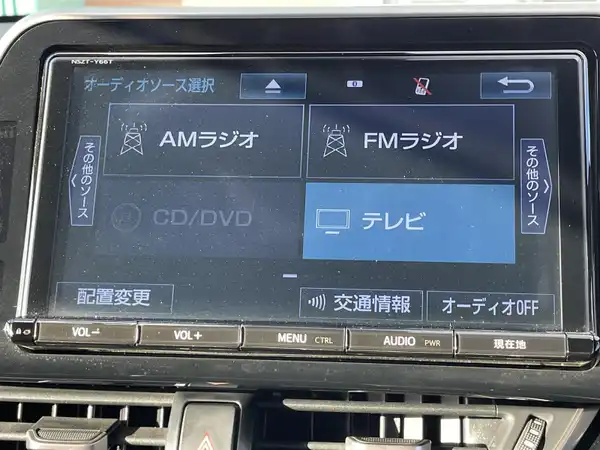 NSZT-Y66T
オーディオソース選択
AMラジオ
FMラジオ
その他のソース
その他のソース
CD/DVD
テレビ
配置変更
交通情報
オーディオOFF
VOL−
VOL+
MENU CTRL
AUDIO PWR
現在地